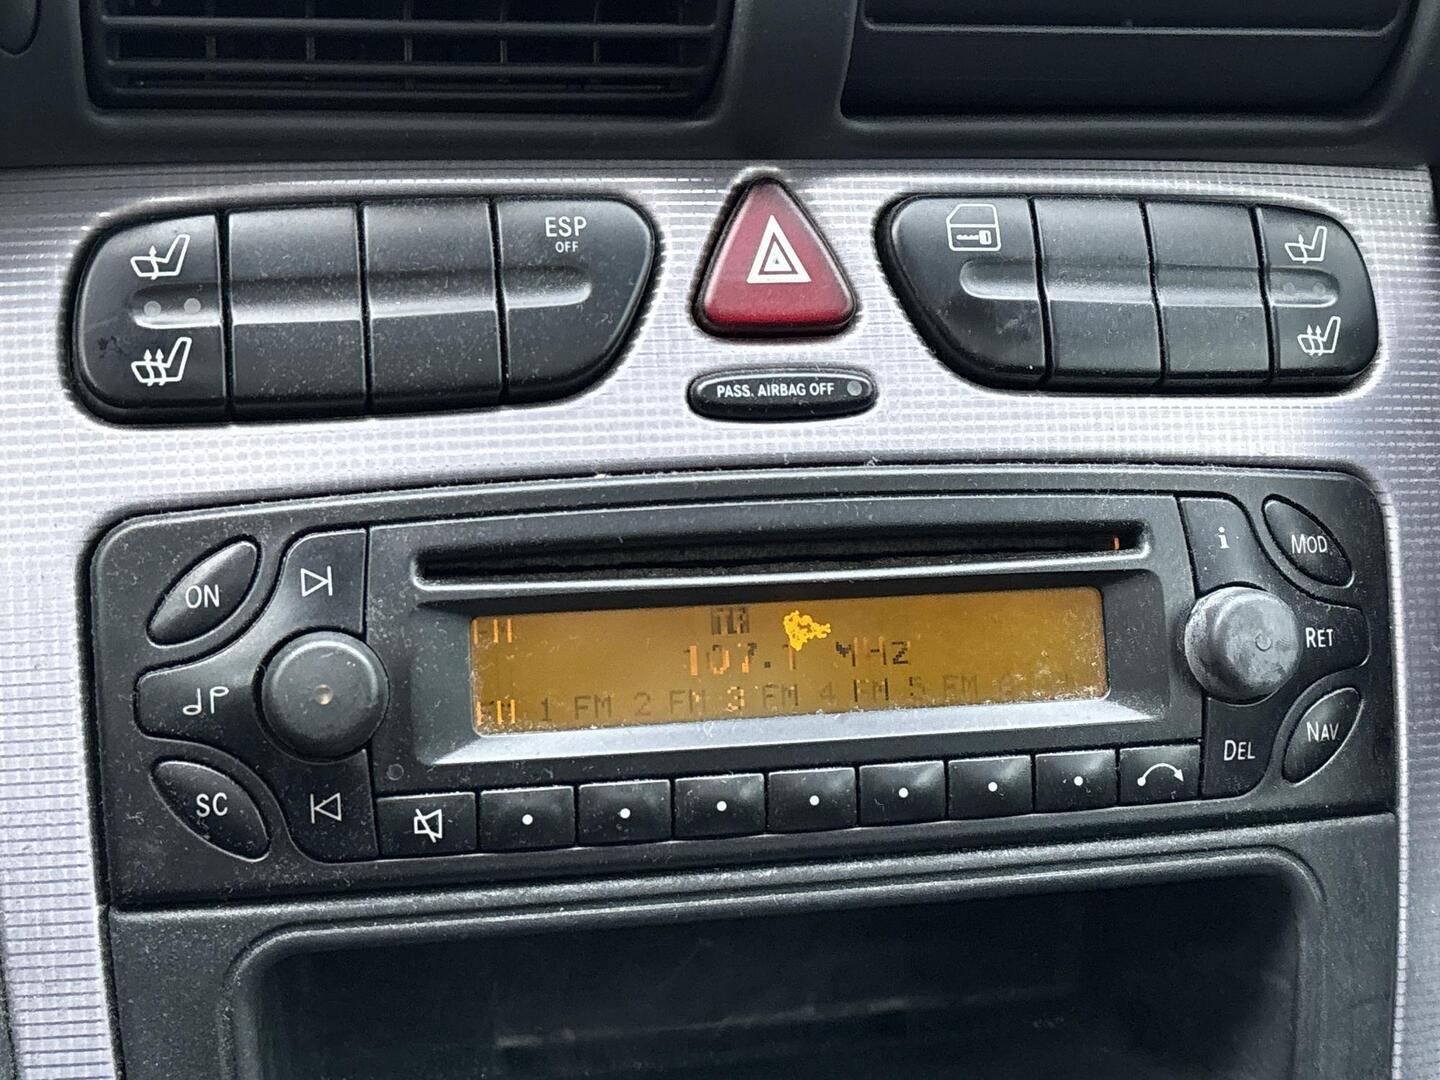 ESP
OFF
PASS. AIRBAG OFF
ON
i
MOD
FM
107.1 MHZ
RET
FM 1 FM 2 FM 3 FM 4 FM 5 FM
SC
DEL
NAV